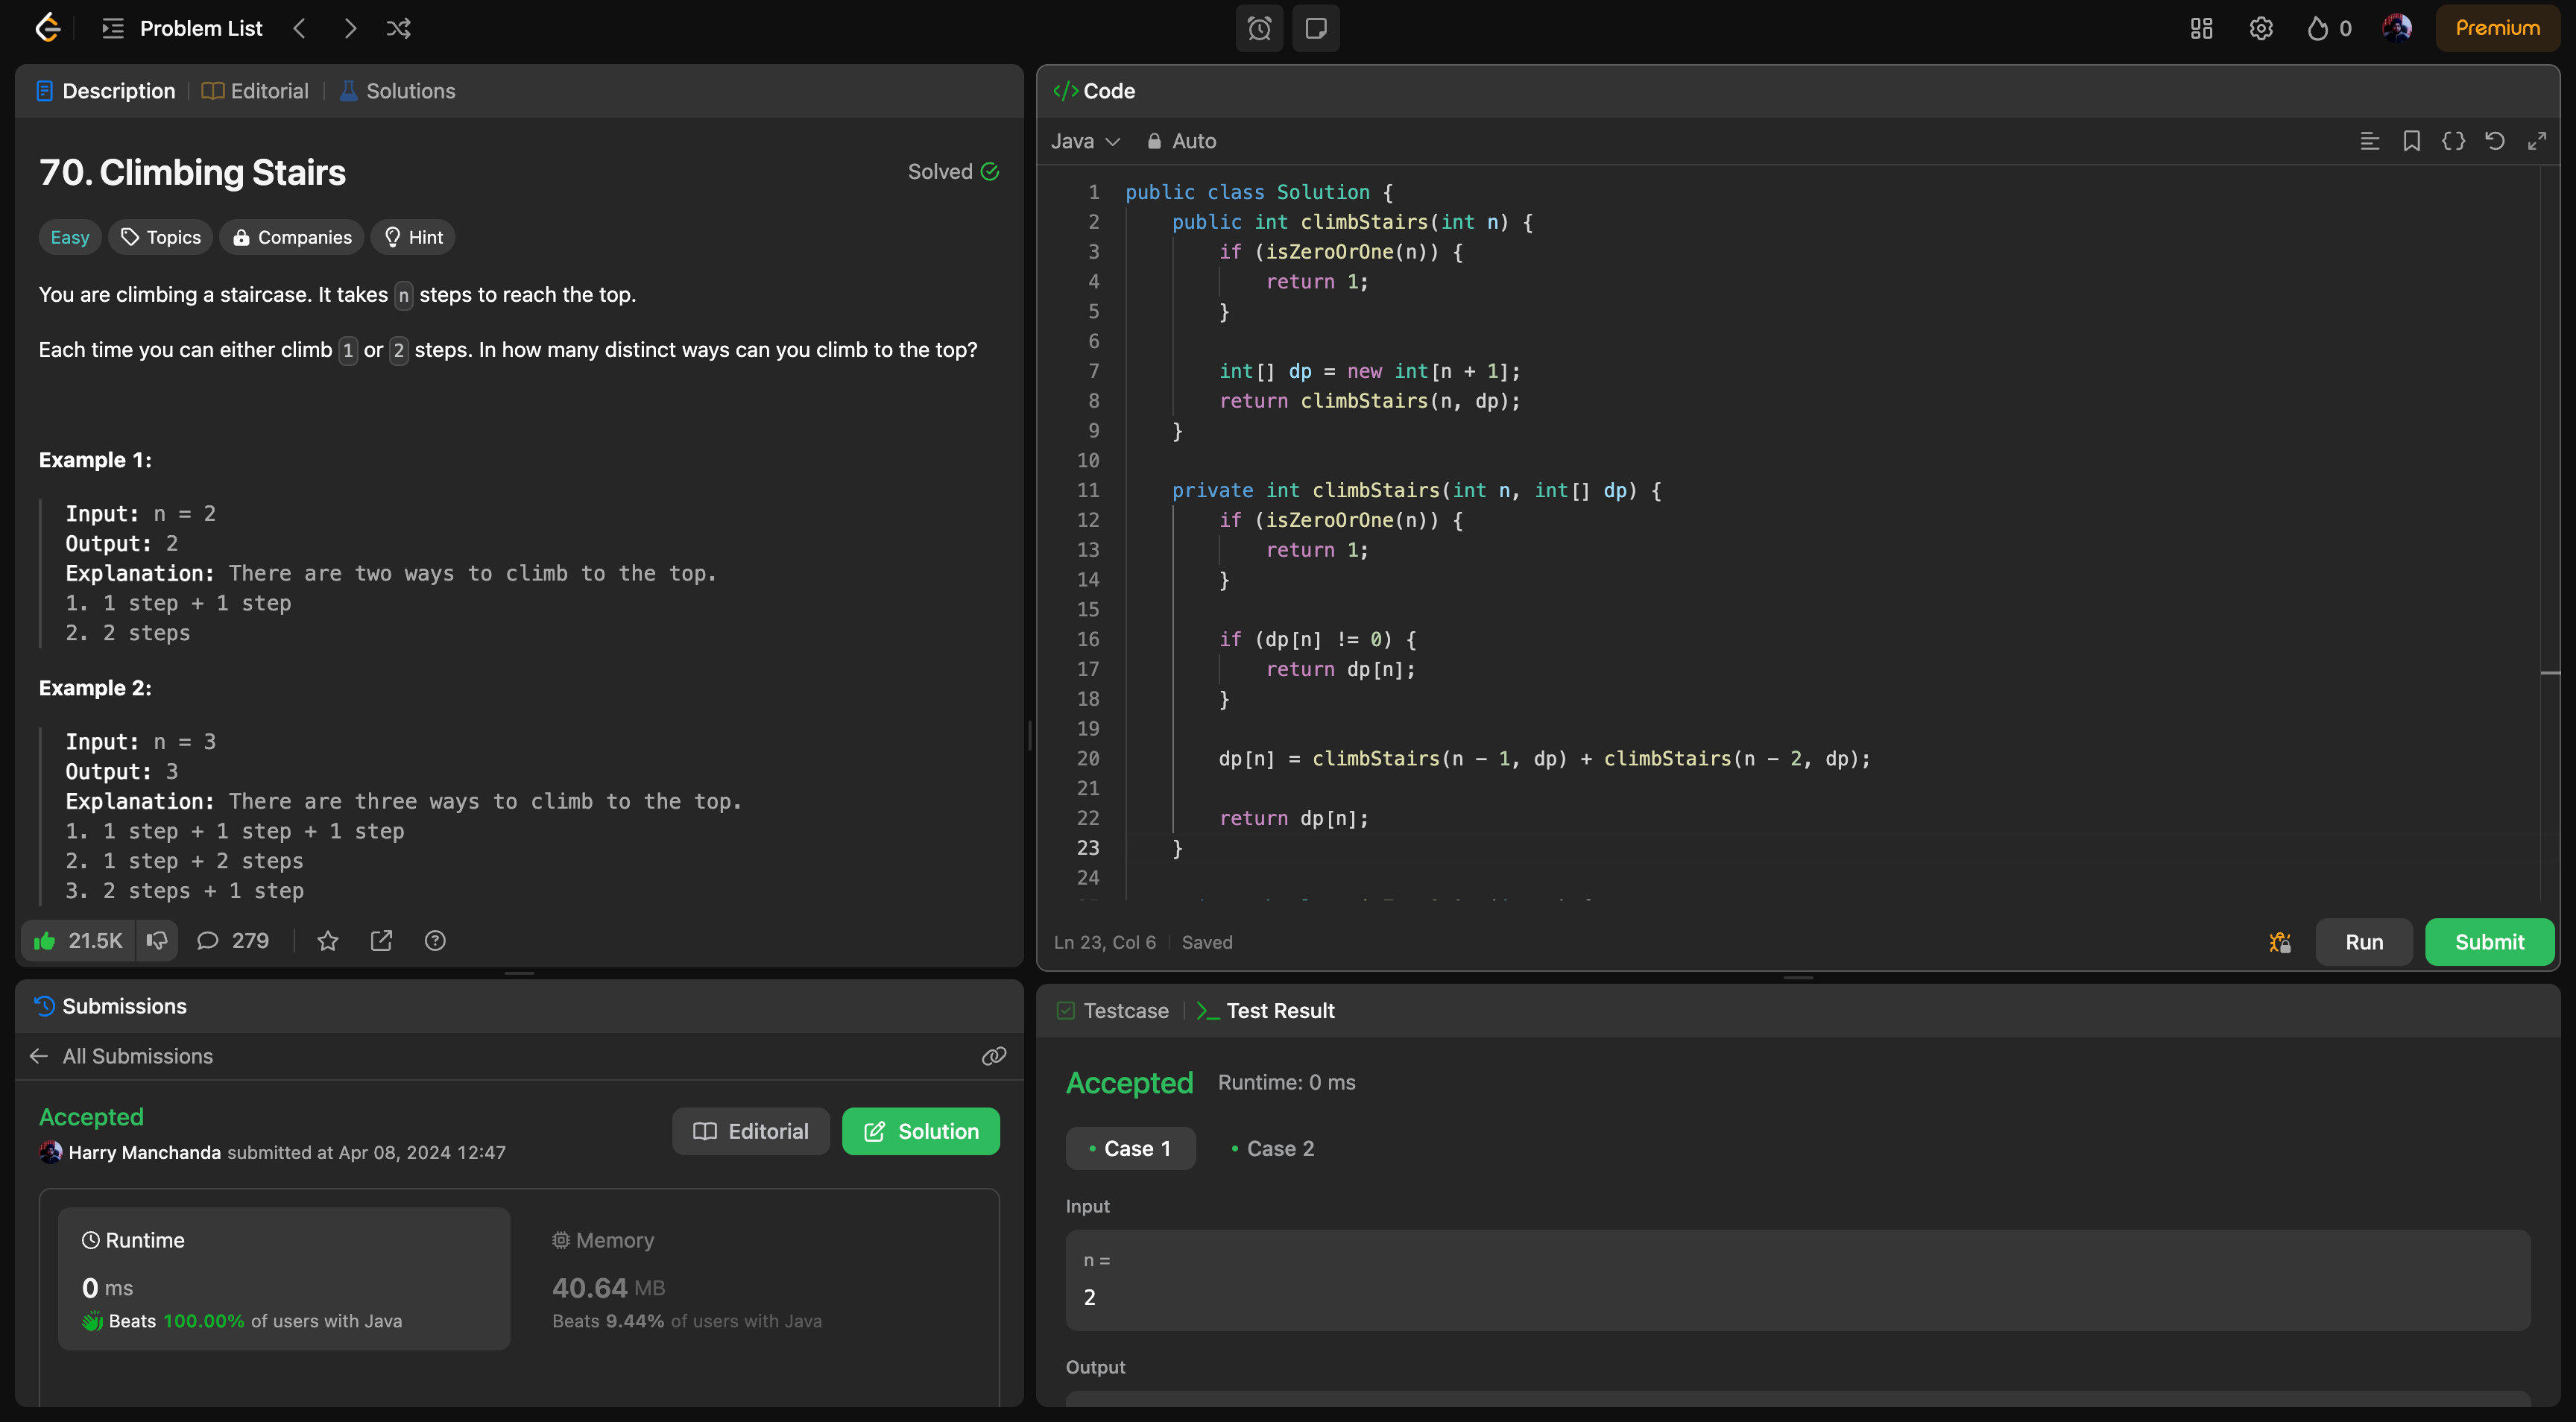 Problem List
0
Premium
Description
Editorial
Solutions
70. Climbing Stairs
Solved
Easy
Topics
Companies
Hint
You are climbing a staircase. It takes n steps to reach the top.
Each time you can either climb 1 or 2 steps. In how many distinct ways can you climb to the top?
Example 1:
Input: n = 2
Output: 2
Explanation: There are two ways to climb to the top.
1. 1 step + 1 step
2. 2 steps
Example 2:
Input: n = 3
Output: 3
Explanation: There are three ways to climb to the top.
1. 1 step + 1 step + 1 step
2. 1 step + 2 steps
3. 2 steps + 1 step
21.5K
279
Submissions
All Submissions
Accepted
Editorial
Solution
Harry Manchanda submitted at Apr 08, 2024 12:47
Runtime
0 ms
Beats 100.00% of users with Java
Memory
40.64 MB
Beats 9.44% of users with Java
</> Code
Java
Auto
1 public class Solution {
2 public int climbStairs(int n) {
3 if (isZeroOrOne(n)) {
4 return 1;
5 }
6
7 int[] dp = new int[n + 1];
8 return climbStairs(n, dp);
9 }
10
11 private int climbStairs(int n, int[] dp) {
12 if (isZeroOrOne(n)) {
13 return 1;
14 }
15
16 if (dp[n] != 0) {
17 return dp[n];
18 }
19
20 dp[n] = climbStairs(n - 1, dp) + climbStairs(n - 2, dp);
21
22 return dp[n];
23 }
24
Ln 23, Col 6
Saved
Run
Submit
Testcase
Test Result
Accepted
Runtime: 0 ms
Case 1
Case 2
Input
n =
2
Output